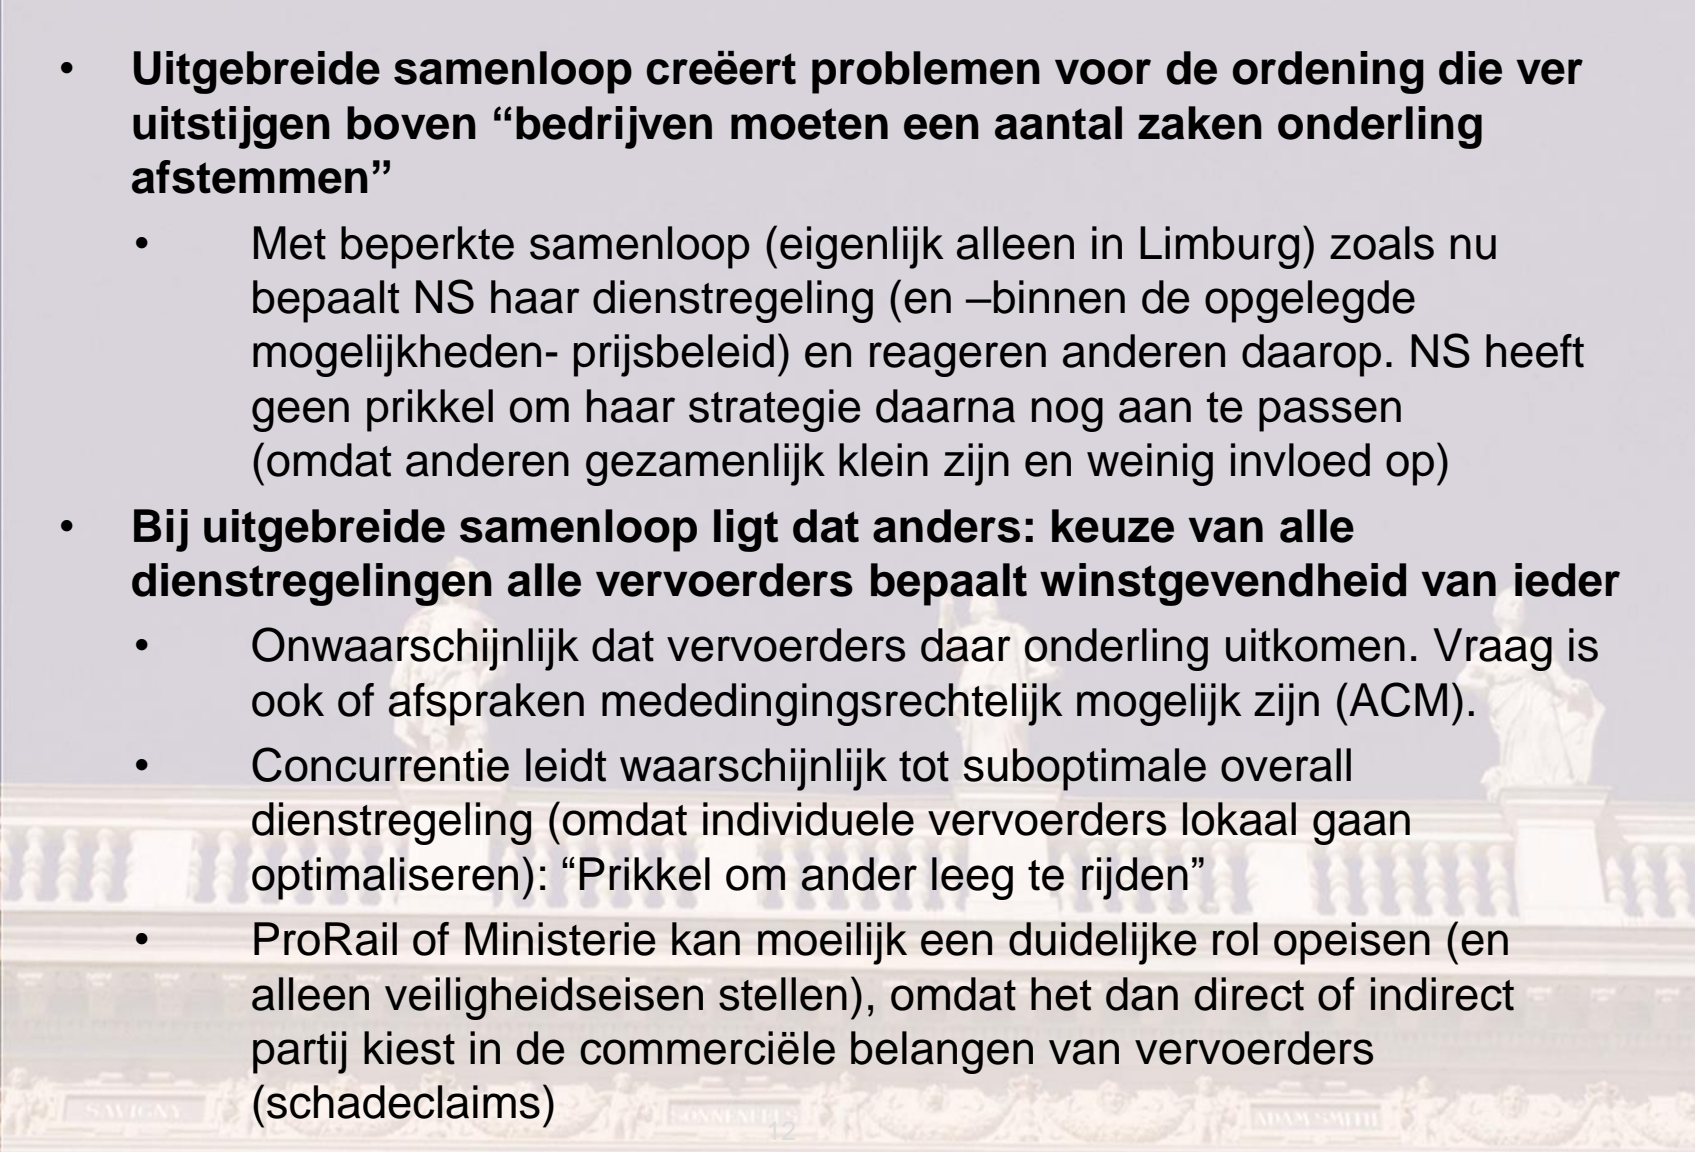 • Uitgebreide samenloop creëert problemen voor de ordening die ver
uitstijgen boven “bedrijven moeten een aantal zaken onderling
afstemmen”
• Met beperkte samenloop (eigenlijk alleen in Limburg) zoals nu
bepaalt NS haar dienstregeling (en –binnen de opgelegde
mogelijkheden- prijsbeleid) en reageren anderen daarop. NS heeft
geen prikkel om haar strategie daarna nog aan te passen
(omdat anderen gezamenlijk klein zijn en weinig invloed op)
• Bij uitgebreide samenloop ligt dat anders: keuze van alle
dienstregelingen alle vervoerders bepaalt winstgevendheid van ieder
• Onwaarschijnlijk dat vervoerders daar onderling uitkomen. Vraag is
ook of afspraken mededingingsrechtelijk mogelijk zijn (ACM).
• Concurrentie leidt waarschijnlijk tot suboptimale overall
dienstregeling (omdat individuele vervoerders lokaal gaan
optimaliseren): “Prikkel om ander leeg te rijden”
• ProRail of Ministerie kan moeilijk een duidelijke rol opeisen (en
alleen veiligheidseisen stellen), omdat het dan direct of indirect
partij kiest in de commerciële belangen van vervoerders
(schadeclaims)
SAVIGNY SONNENFELS ADAM SMITH
12